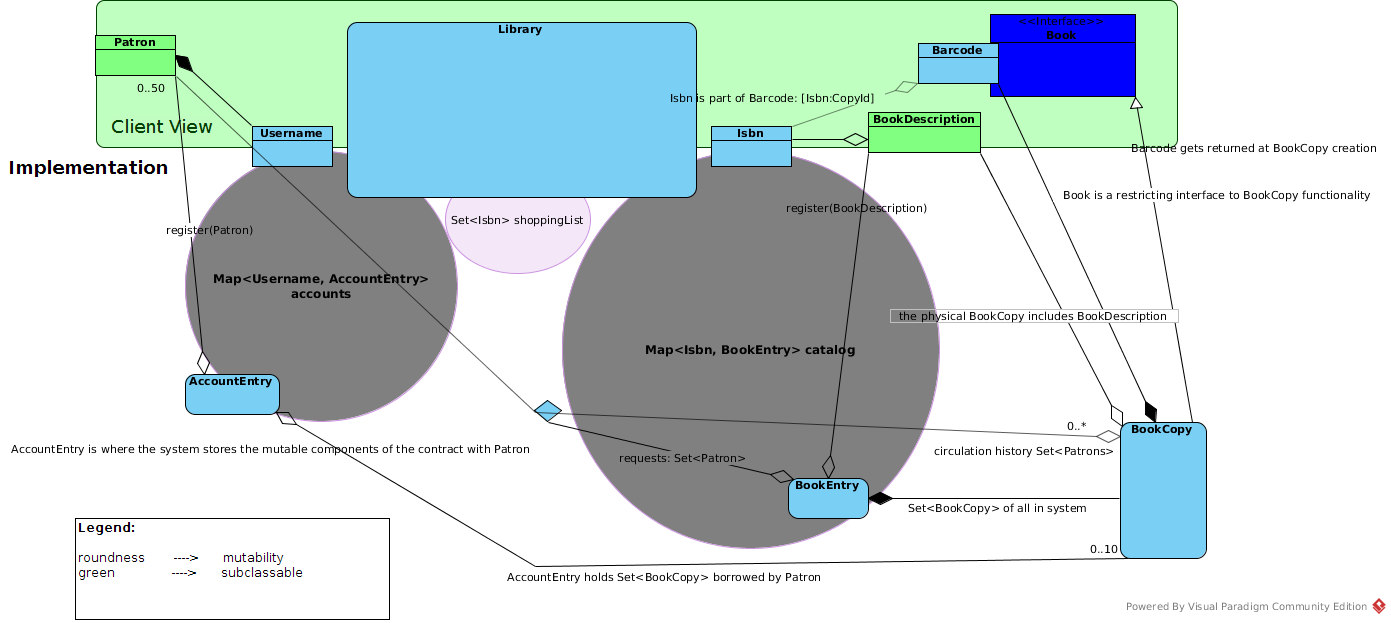 <<Interface>>
Book
Library
Patron
Barcode
0..50
Isbn is part of Barcode: [Isbn:CopyId]
Client View
BookDescription
Username
Isbn
Barcode gets returned at BookCopy creation
Implementation
Book is a restricting interface to BookCopy functionality
register(BookDescription)
Set<Isbn> shoppingList
register(Patron)
Map<Username, AccountEntry>
accounts
the physical BookCopy includes BookDescription
Map<Isbn, BookEntry> catalog
AccountEntry
0..*
BookCopy
AccountEntry is where the system stores the mutable components of the contract with Patron
circulation history Set<Patrons>
requests: Set<Patron>
BookEntry
Set<BookCopy> of all in system
Legend:
roundness ----> mutability
green ----> subclassable
0..10
AccountEntry holds Set<BookCopy> borrowed by Patron
Powered By Visual Paradigm Community Edition